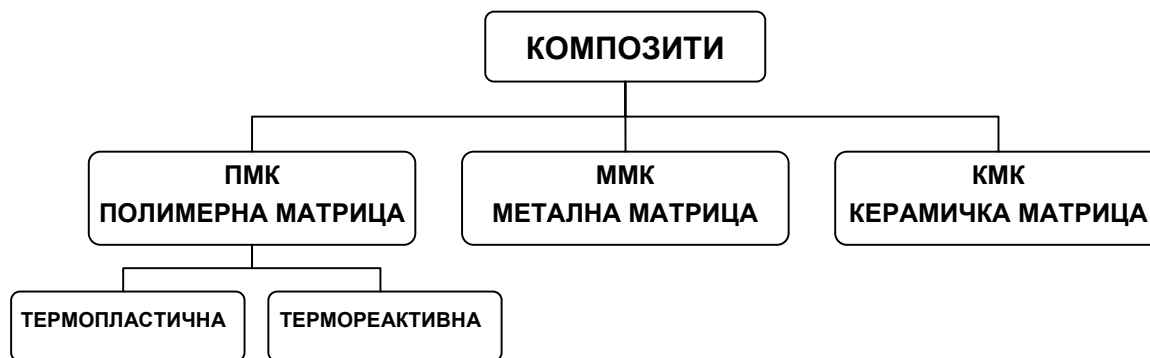 КОМПОЗИТИ
ПМК
ПОЛИМЕРНА МАТРИЦА
ММК
МЕТАЛНА МАТРИЦА
КМК
КЕРАМИЧКА МАТРИЦА
ТЕРМОПЛАСТИЧНА
ТЕРМОРЕАКТИВНА